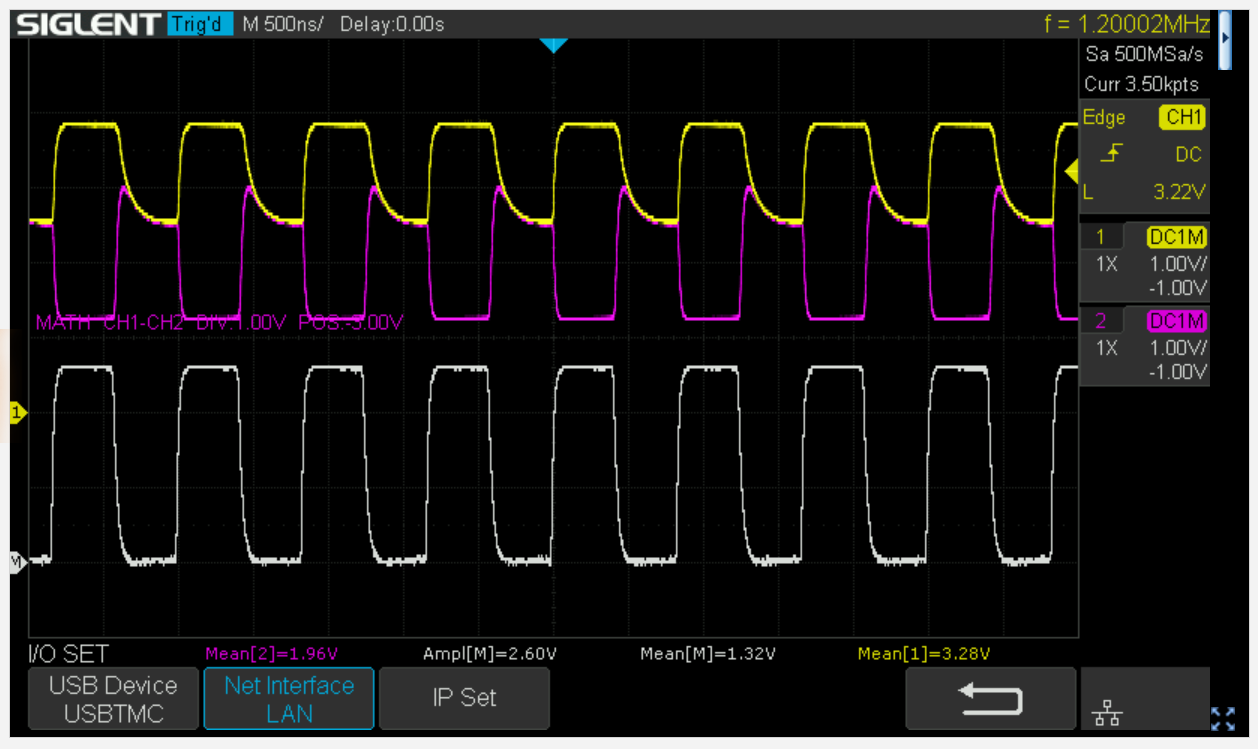 SIGLENT Trig'd M 500ns/ Delay:0.00s f = 1.20002MHz
Sa 500MSa/s
Curr 3.50kpts
Edge CH1
DC
L 3.22V
1 DC1M
1X 1.00V/
-1.00V
2 DC1M
1X 1.00V/
-1.00V
MATH CH1-CH2 DIV:1.00V POS:-3.00V
1
M
I/O SET Mean[2]=1.96V Ampl[M]=2.60V Mean[M]=1.32V Mean[1]=3.28V
USB Device
USBTMC
Net Interface
LAN
IP Set